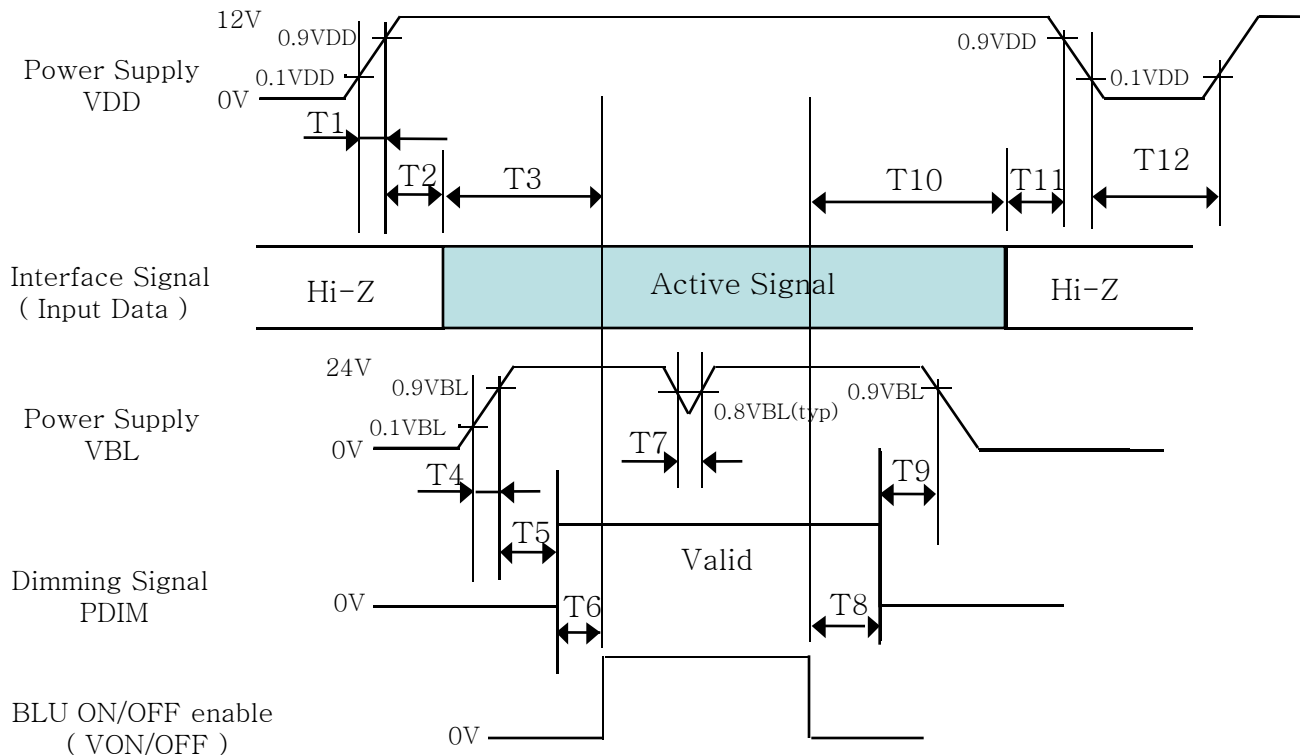 12V
0.9VDD
0.9VDD
Power Supply
VDD
0.1VDD
0.1VDD
0V
T1
T2
T3
T10
T11
T12
Interface Signal
( Input Data )
Hi-Z
Active Signal
Hi-Z
24V
0.9VBL
0.9VBL
Power Supply
VBL
0.1VBL
0.8VBL(typ)
0V
T7
T4
T9
T5
Valid
Dimming Signal
PDIM
0V
T6
T8
BLU ON/OFF enable
( VON/OFF )
0V